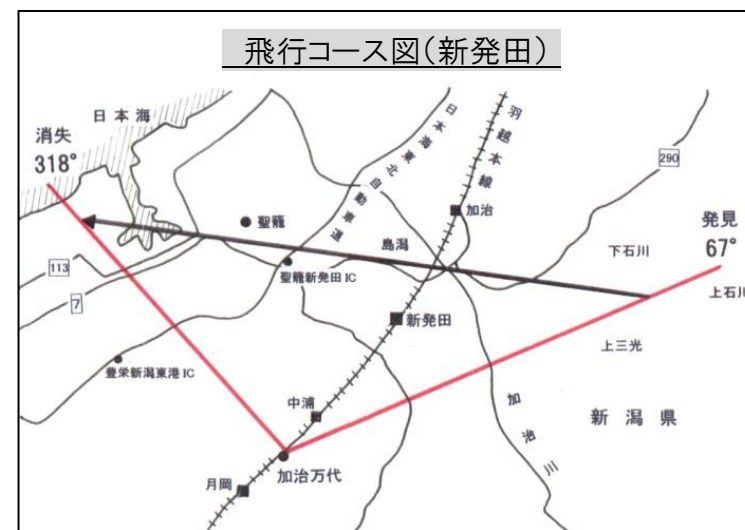 飛行コース図(新発田)
日本海
消失
318°
日本海東北自動車道
羽越本線
290
発見
67°
加治
聖籠
島潟
下石川
上石川
聖籠新発田IC
113
7
新発田
上三光
豊栄新潟東港IC
中浦
加治川
新潟県
加治万代
月岡